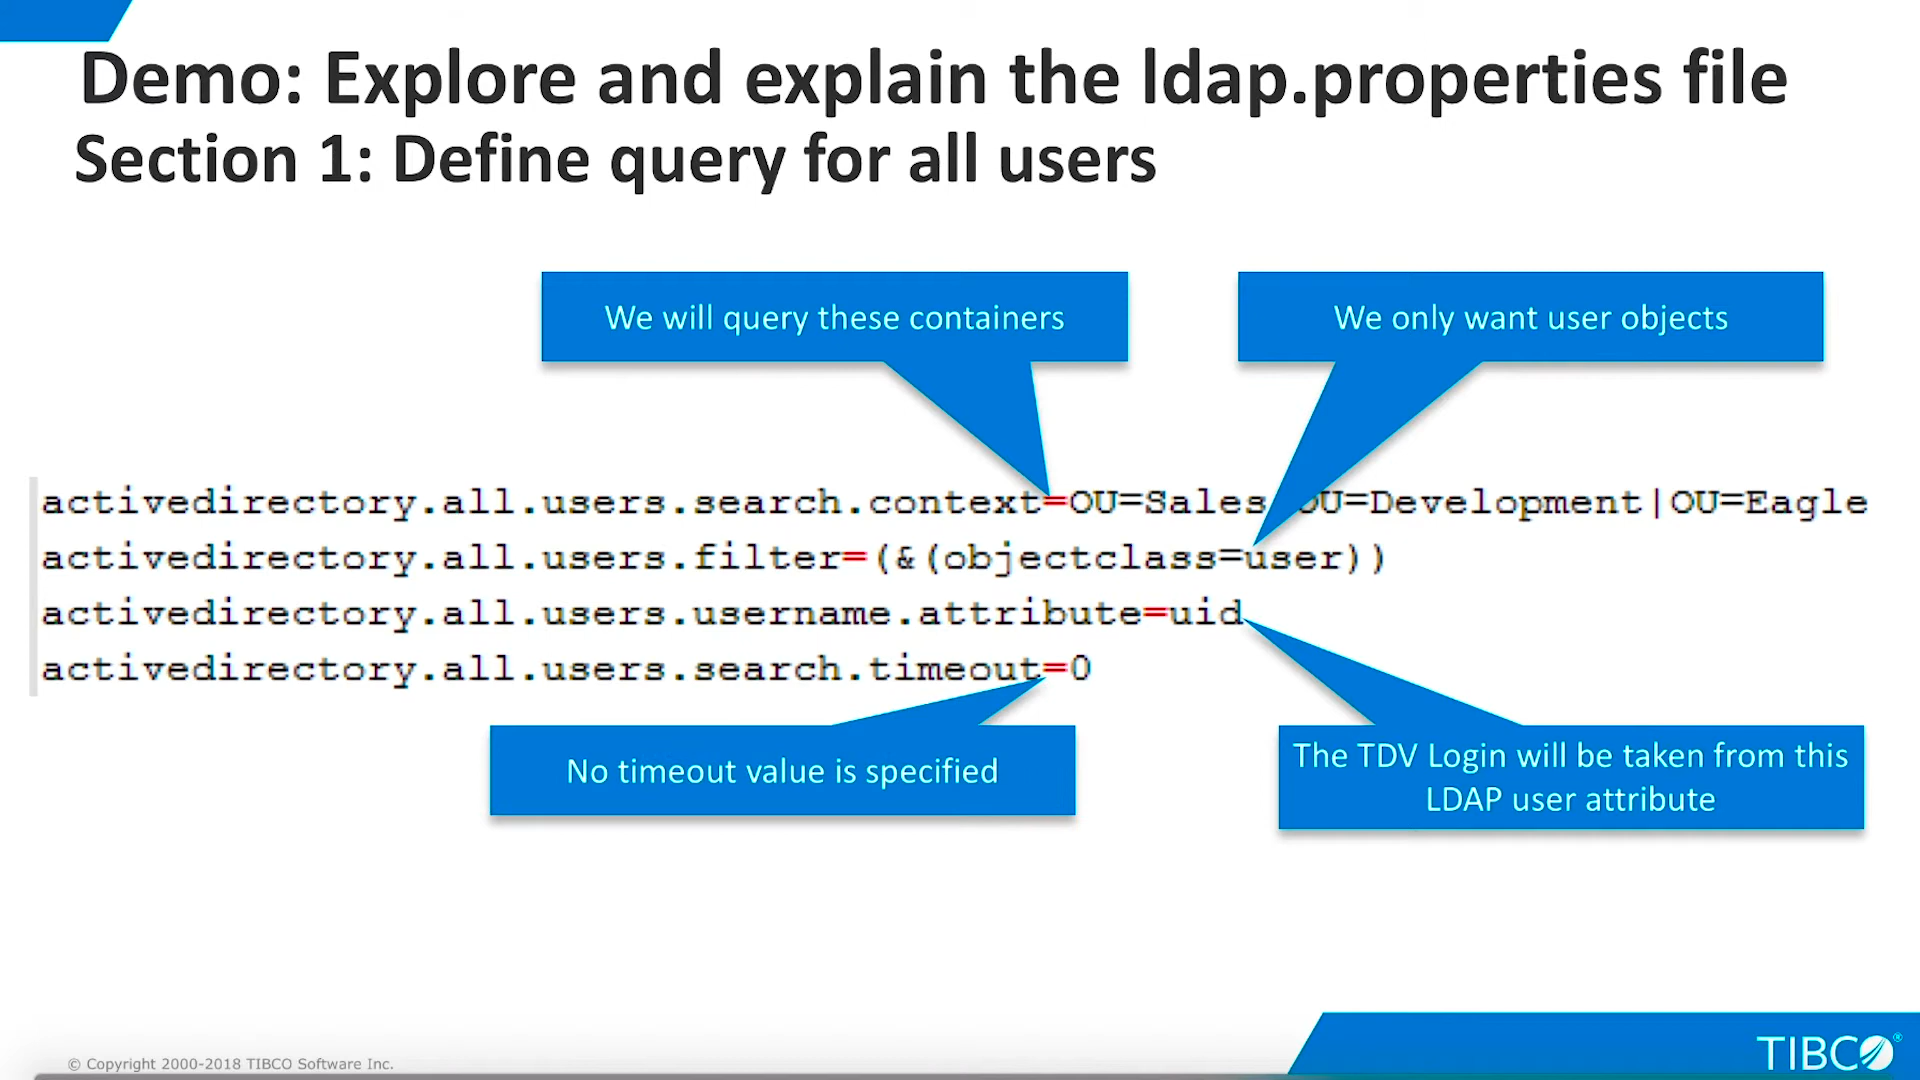 Demo: Explore and explain the ldap.properties file
Section 1: Define query for all users
We will query these containers
We only want user objects
activedirectory.all.users.search.context=OU=Sales OU=Development|OU=Eagle
activedirectory.all.users.filter=(&(objectclass=user))
activedirectory.all.users.username.attribute=uid
activedirectory.all.users.search.timeout=0
No timeout value is specified
The TDV Login will be taken from this
LDAP user attribute
© Copyright 2000-2018 TIBCO Software Inc.
TIBCO®